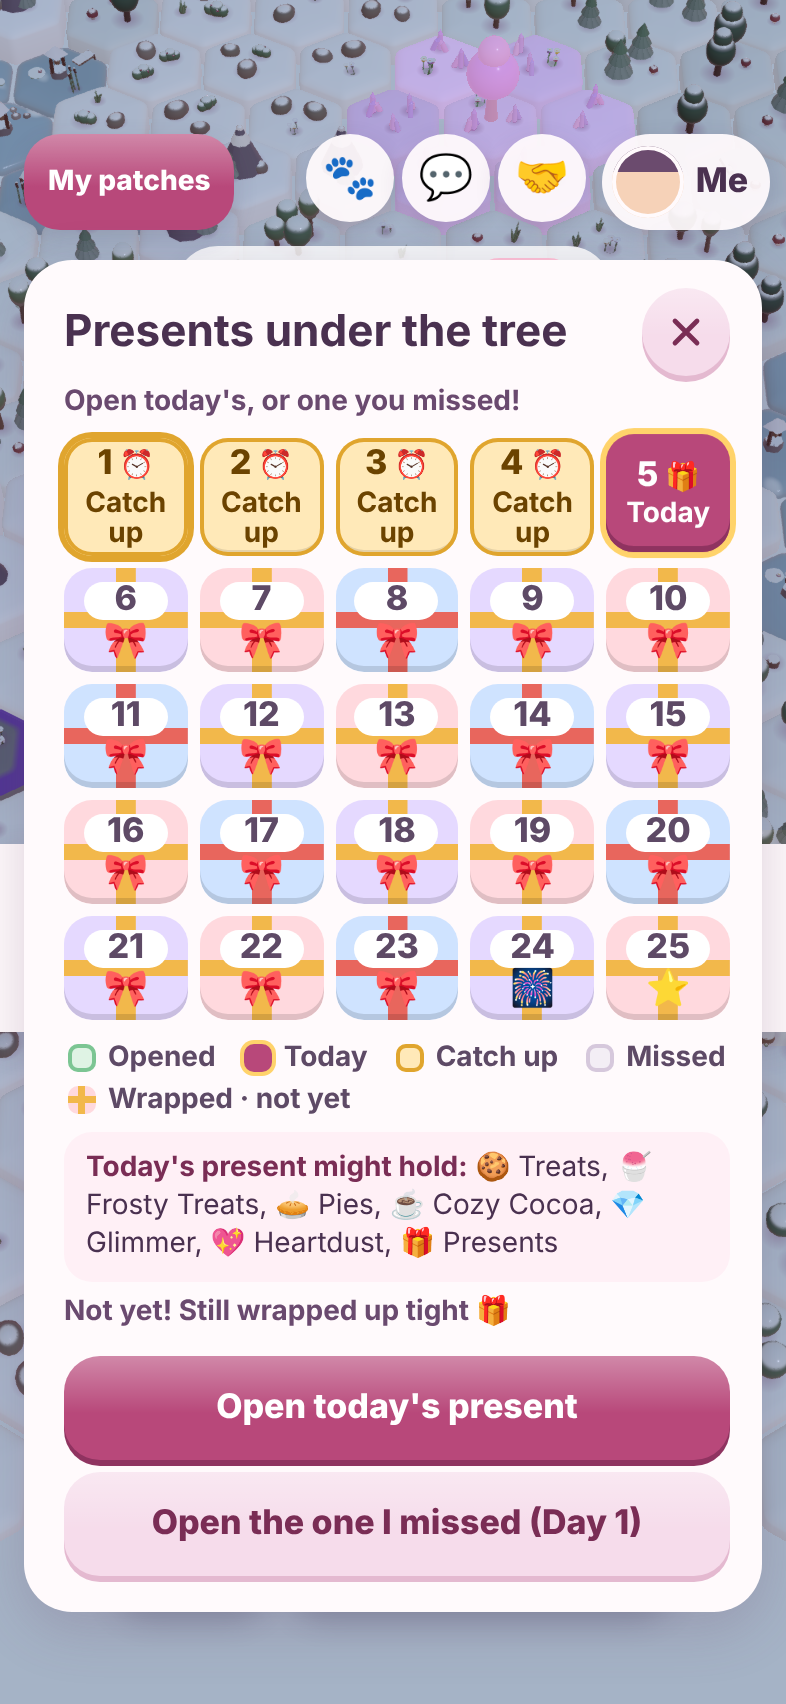 My patches
Me
Presents under the tree
Open today's, or one you missed!
1 Catch up
2 Catch up
3 Catch up
4 Catch up
5 Today
6 7 8 9 10
11 12 13 14 15
16 17 18 19 20
21 22 23 24 25
Opened Today Catch up Missed
Wrapped · not yet
Today's present might hold: 🍪 Treats, 🍧
Frosty Treats, 🥧 Pies, ☕ Cozy Cocoa, 💎
Glimmer, 💖 Heartdust, 🎁 Presents
Not yet! Still wrapped up tight 🎁
Open today's present
Open the one I missed (Day 1)